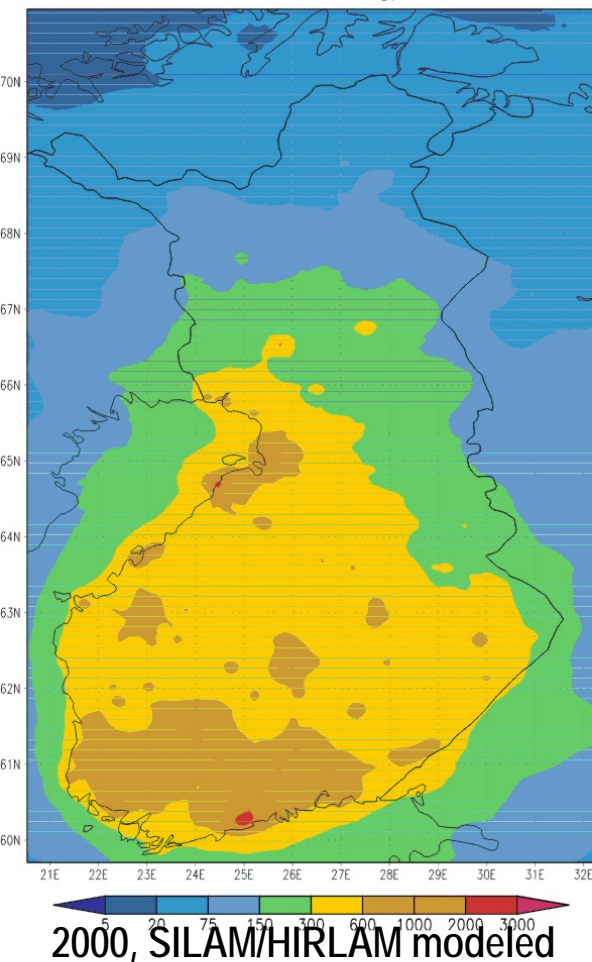 70N
69N
68N
67N
66N
65N
64N
63N
62N
61N
60N
21E 22E 23E 24E 25E 26E 27E 28E 29E 30E 31E 32E
5 20 75 150 300 600 1000 2000 3000
2000, SILAM/HIRLAM modeled